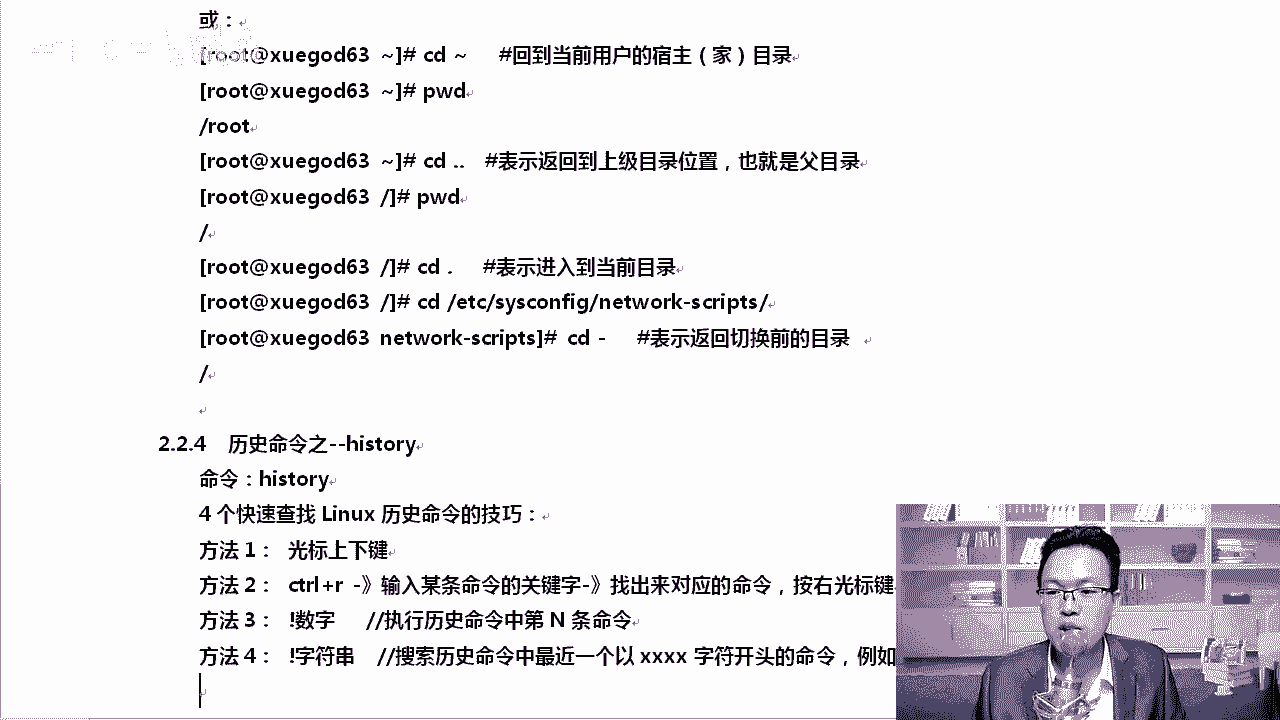 或：
[root@xuegod63 ~]# cd ~ #回到当前用户的宿主（家）目录
[root@xuegod63 ~]# pwd
/root
[root@xuegod63 ~]# cd .. #表示返回到上级目录位置，也就是父目录
[root@xuegod63 /]# pwd
/
[root@xuegod63 /]# cd . #表示进入到当前目录
[root@xuegod63 /]# cd /etc/sysconfig/network-scripts/
[root@xuegod63 network-scripts]# cd - #表示返回切换前的目录
/
2.2.4 历史命令之--history
命令：history
4 个快速查找 Linux 历史命令的技巧：
方法 1： 光标上下键
方法 2： ctrl+r -》输入某条命令的关键字-》找出来对应的命令，按右光标键
方法 3： !数字 //执行历史命令中第 N 条命令
方法 4： !字符串 //搜索历史命令中最近一个以 xxxx 字符开头的命令，例如